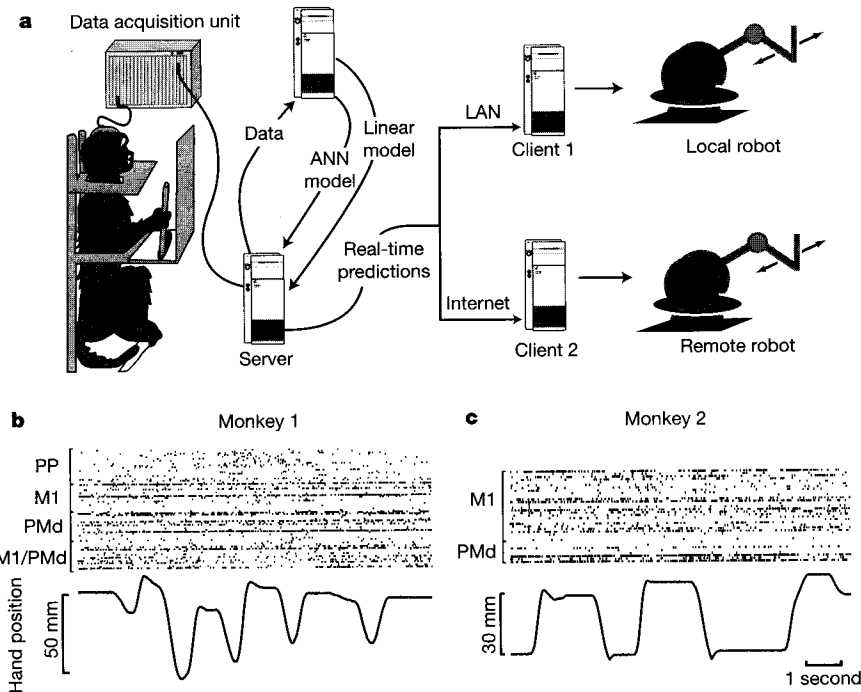 a
Data acquisition unit
Data
ANN
model
Linear
model
Real-time
predictions
Server
LAN
Client 1
Local robot
Internet
Client 2
Remote robot
b
Monkey 1
PP
M1
PMd
M1/PMd
Hand position
50 mm
c
Monkey 2
M1
PMd
30 mm
1 second